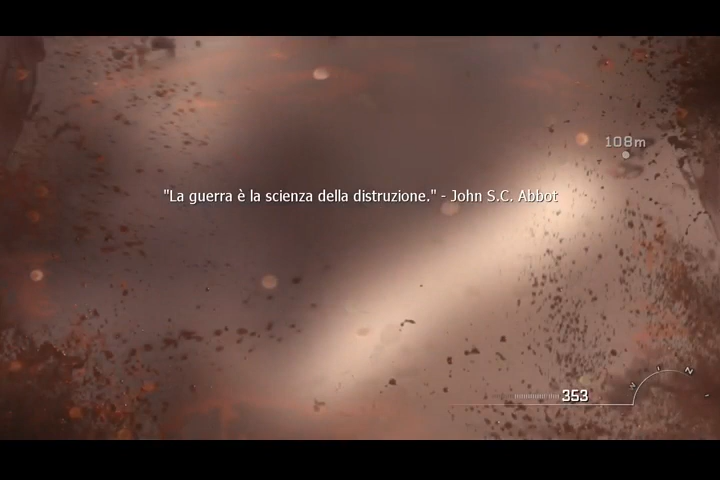 108m
"La guerra è la scienza della distruzione." - John S.C. Abbot
353
N